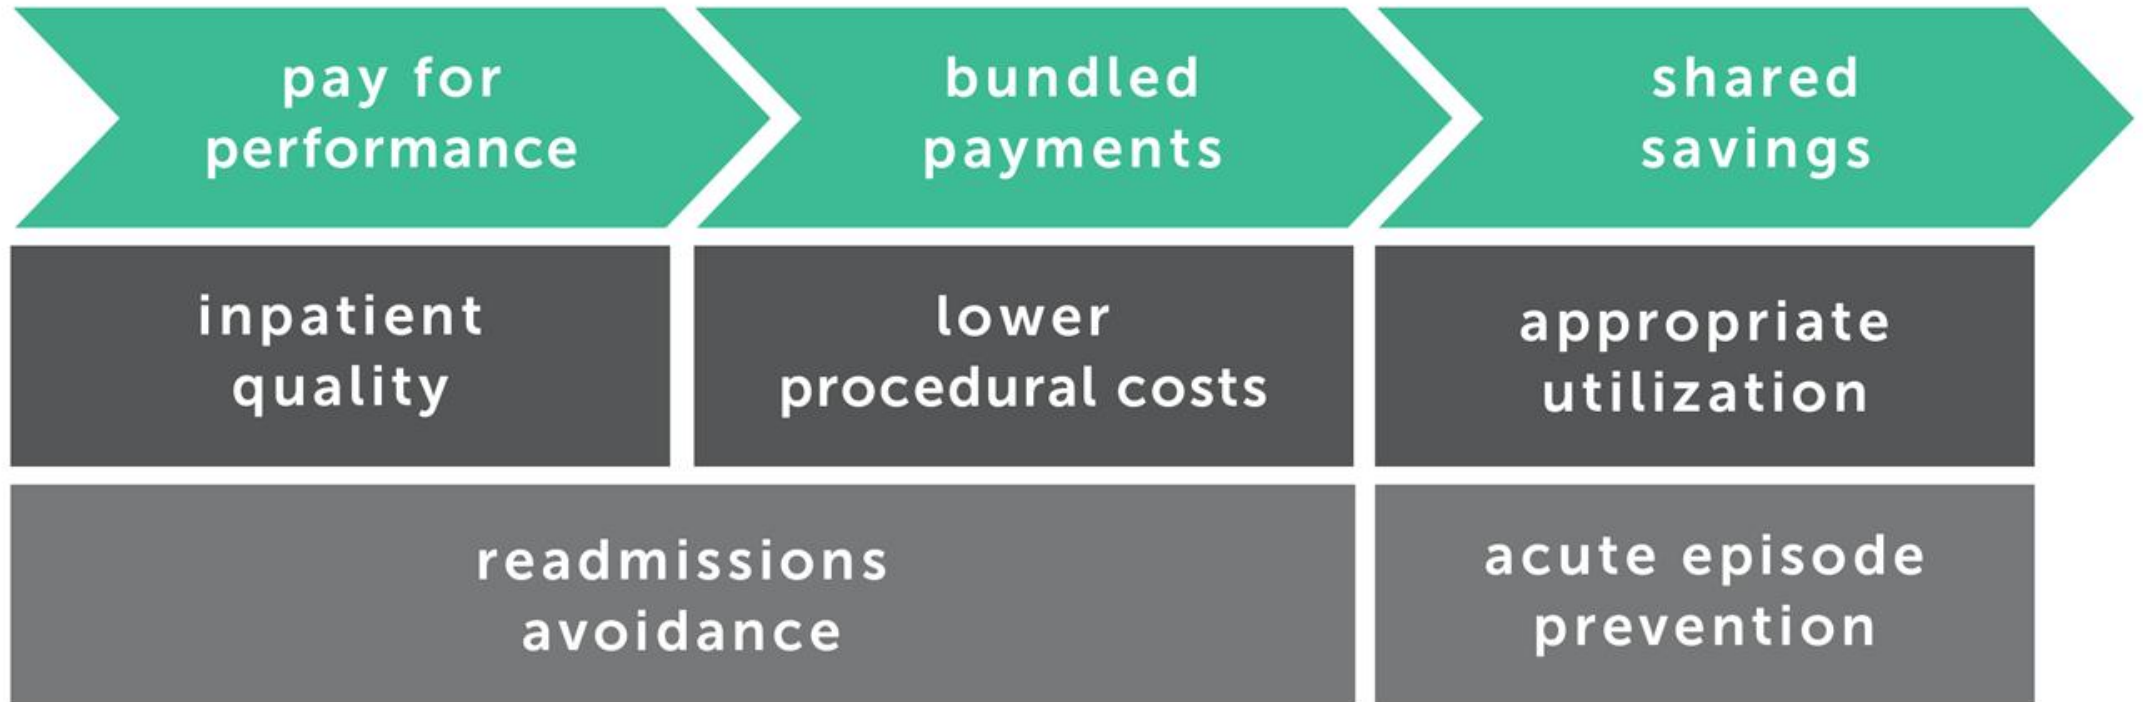 pay for
performance
bundled
payments
shared
savings
inpatient
quality
lower
procedural costs
appropriate
utilization
readmissions
avoidance
acute episode
prevention